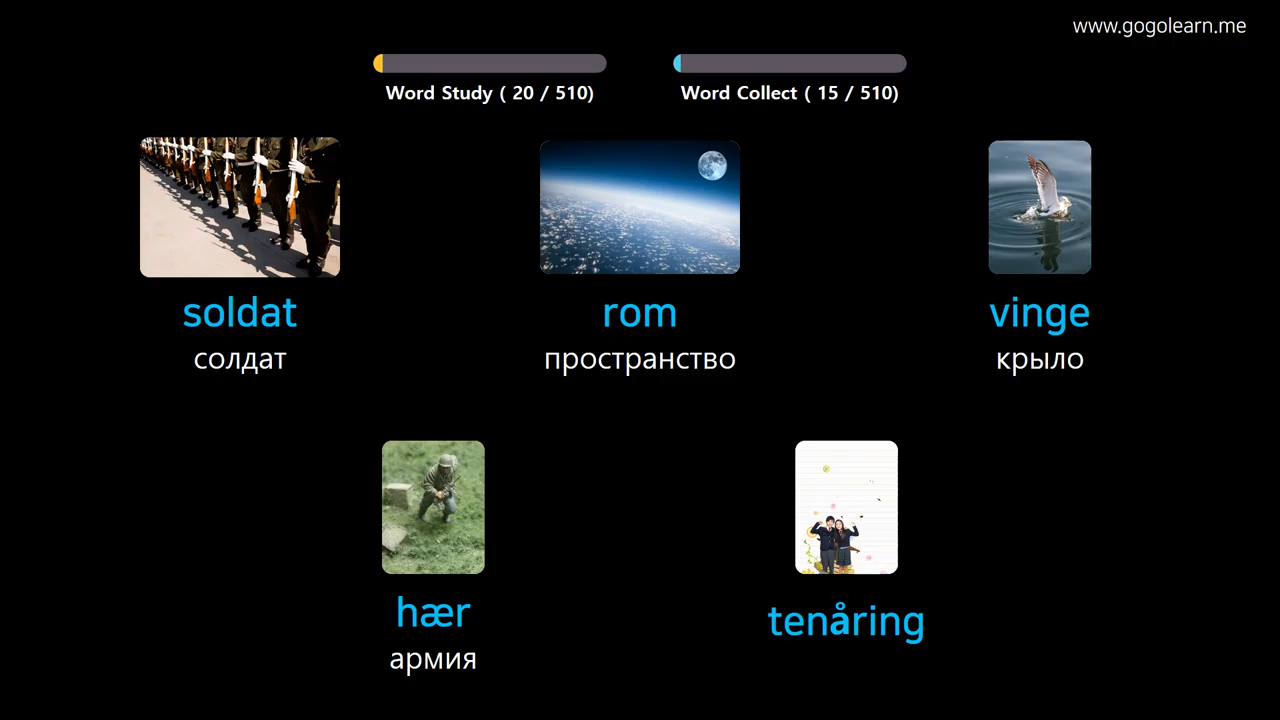 www.gogolearn.me
Word Study ( 20 / 510)
Word Collect ( 15 / 510)
soldat
солдат
rom
пространство
vinge
крыло
hær
армия
tenåring